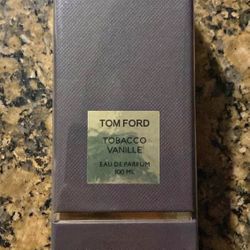 TOM FORD
TOBACCO
VANILLE
EAU DE PARFUM
100 ML